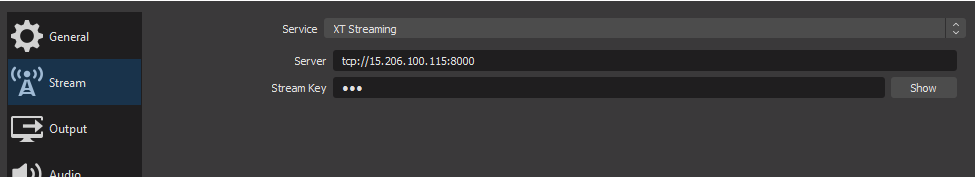 General
Stream
Output
Audio
Service XT Streaming
Server tcp://15.206.100.115:8000
Stream Key ●●● Show